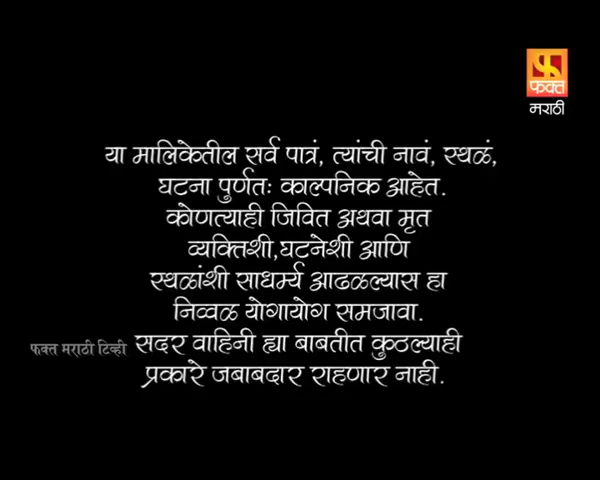 फक्त
मराठी
या मालिकेतील सर्व पात्रं, त्यांची नावं, स्थळं,
घटना पुर्णतः काल्पनिक आहेत.
कोणत्याही जिवित अथवा मृत
व्यक्तिशी,घटनेशी आणि
स्थळांशी साधर्म्य आढळल्यास हा
निव्वळ योगायोग समजावा.
सदर वाहिनी ह्या बाबतीत कुठल्याही
प्रकारे जबाबदार राहणार नाही.
फक्त मराठी टिव्ही